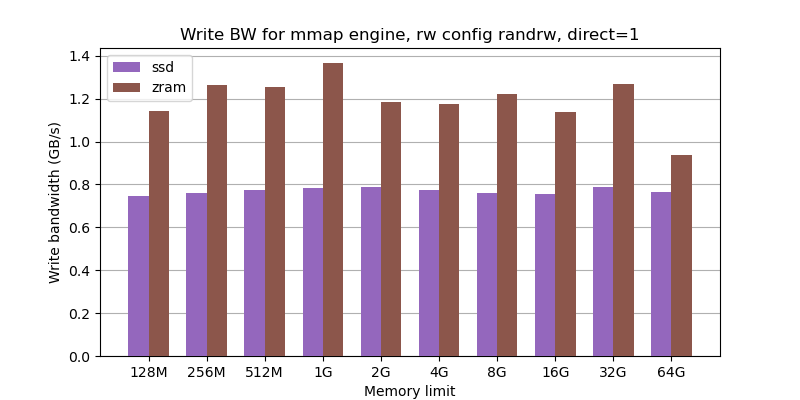 Write BW for mmap engine, rw config randrw, direct=1
1.4
1.2
1.0
0.8
0.6
0.4
0.2
0.0
Write bandwidth (GB/s)
ssd
zram
128M 256M 512M 1G 2G 4G 8G 16G 32G 64G
Memory limit